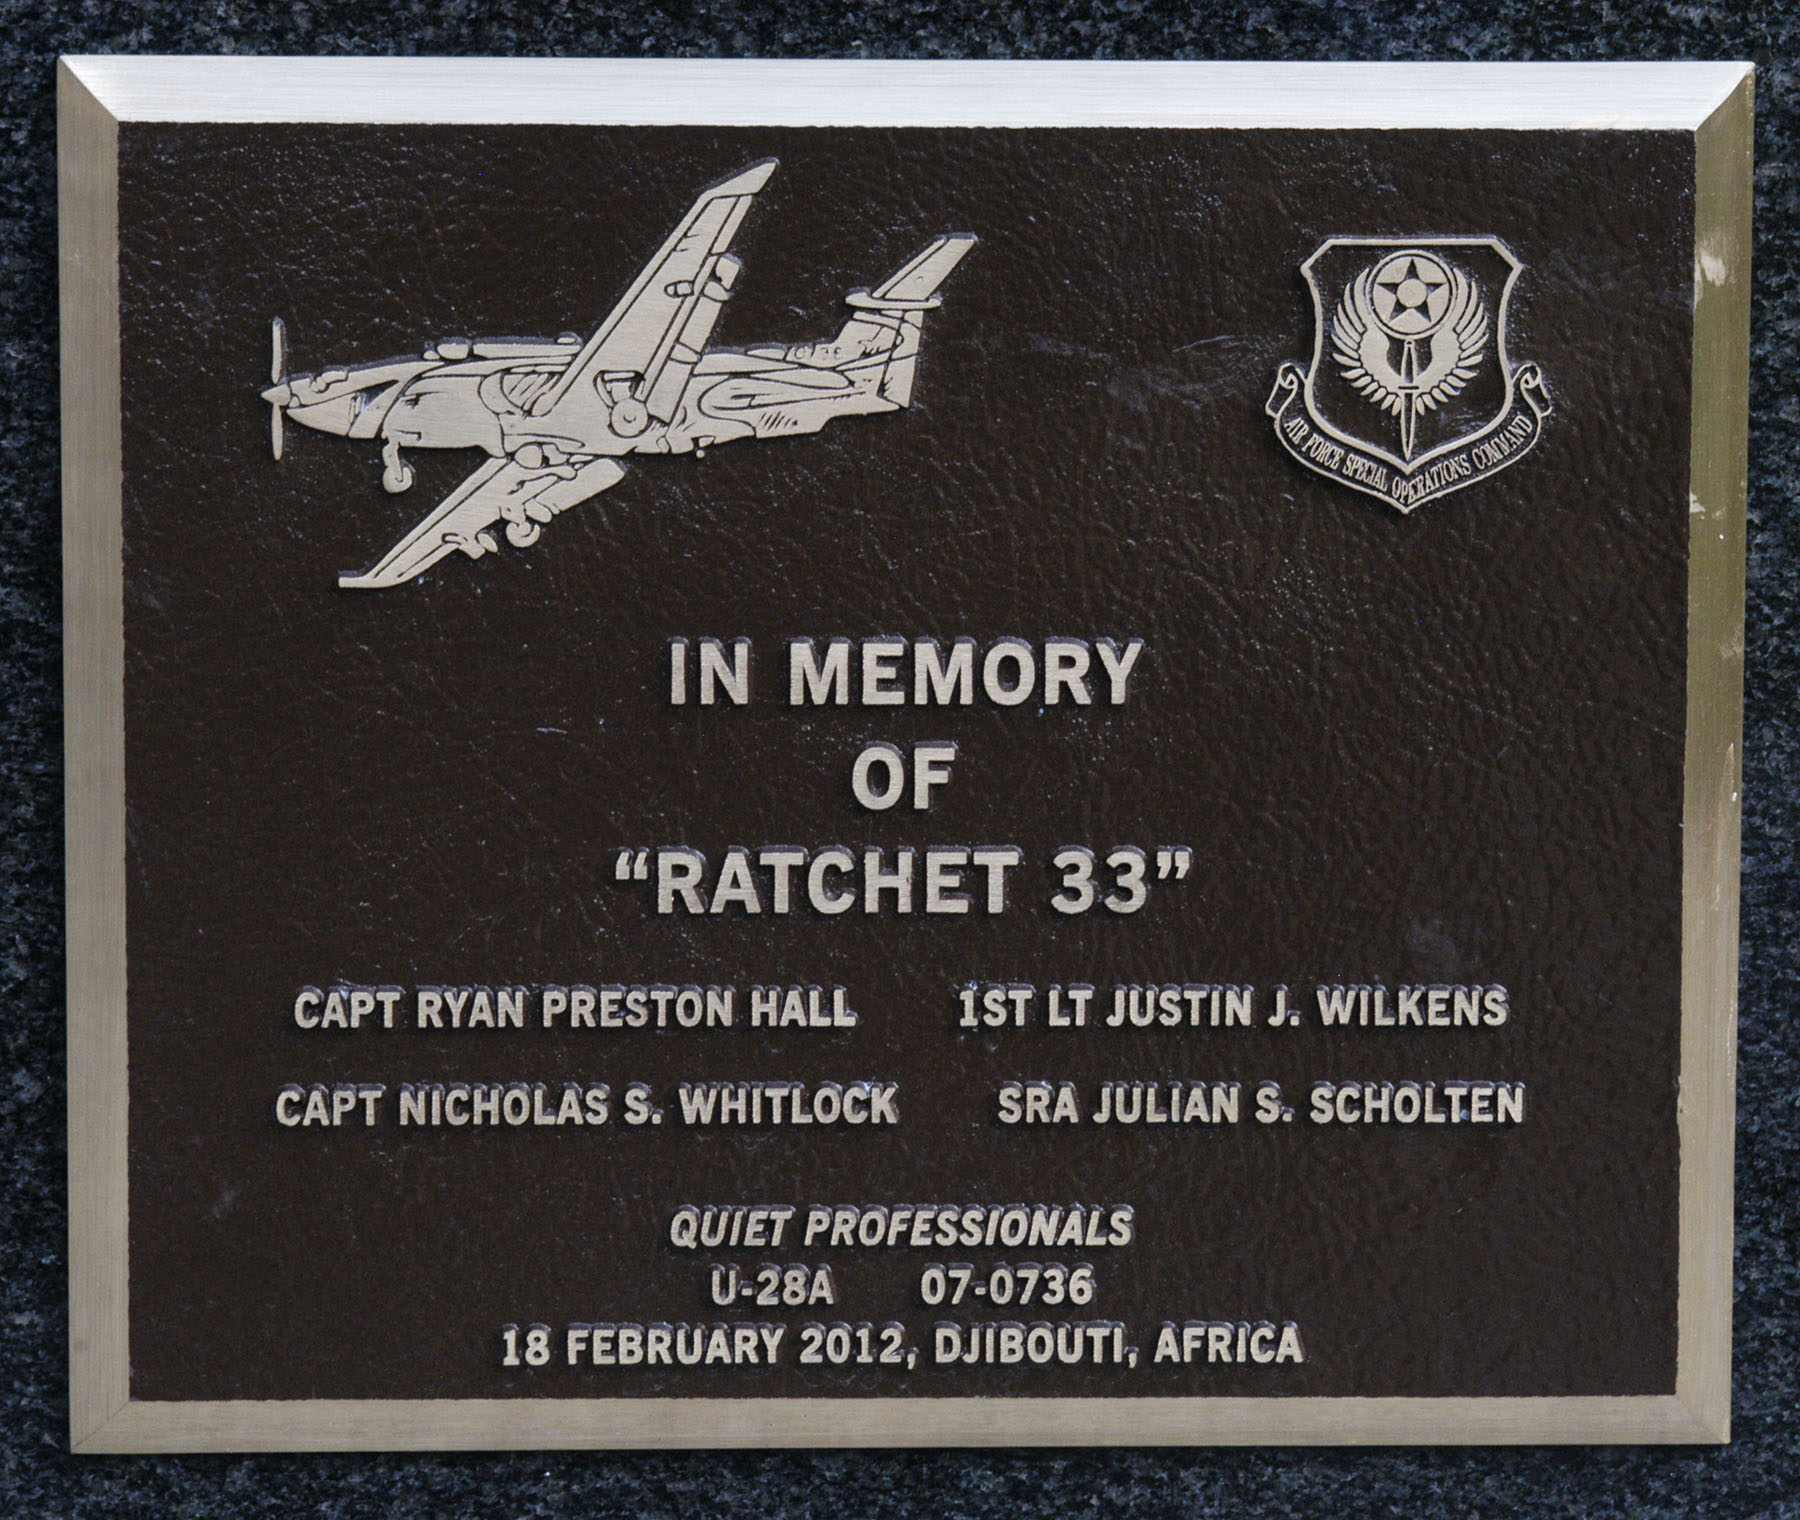 AIR FORCE SPECIAL OPERATIONS COMMAND
IN MEMORY
OF
“RATCHET 33”
CAPT RYAN PRESTON HALL 1ST LT JUSTIN J. WILKENS
CAPT NICHOLAS S. WHITLOCK SRA JULIAN S. SCHOLTEN
QUIET PROFESSIONALS
U-28A 07-0736
18 FEBRUARY 2012, DJIBOUTI, AFRICA